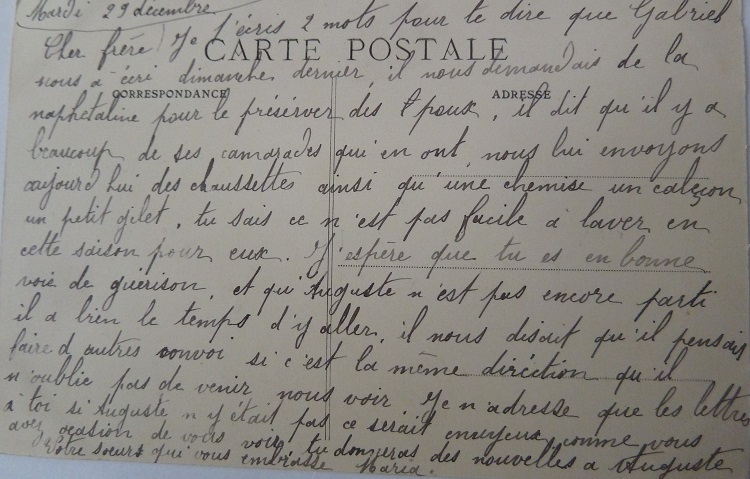 Mardi 29 décembre
Cher frère Je t'écris 2 mots pour te dire que Gabriel
CARTE POSTALE
nous a écri dimanche dernier, il nous demandais de la
CORRESPONDANCE
ADRESSE
naphetaline pour le préserver des poux, il dit qu'il y a
beaucoup de ses camarades qui en ont, nous lui envoyons
aujourd hui des chaussettes ainsi qu'une chemise un calçon
un petit gilet, tu sais ce n'est pas facile à laver en
cette saison pour eux. J'espère que tu es en bonne
voie de guérison, et qu'Auguste n'est pas encore parti
il a bien le temps d'y aller, il nous disait qu'il pensait
faire d autres convoi si c'est la même diréction qu'il
n'oublie pas de venir nous voir Je n'adresse que les lettres
à toi si Auguste n y était pas ce serait ennuyeux, comme vous
avez ocasion de vous voir, tu donneras des nouvelles a Auguste
Votre soeur qui vous embrasse Maria.